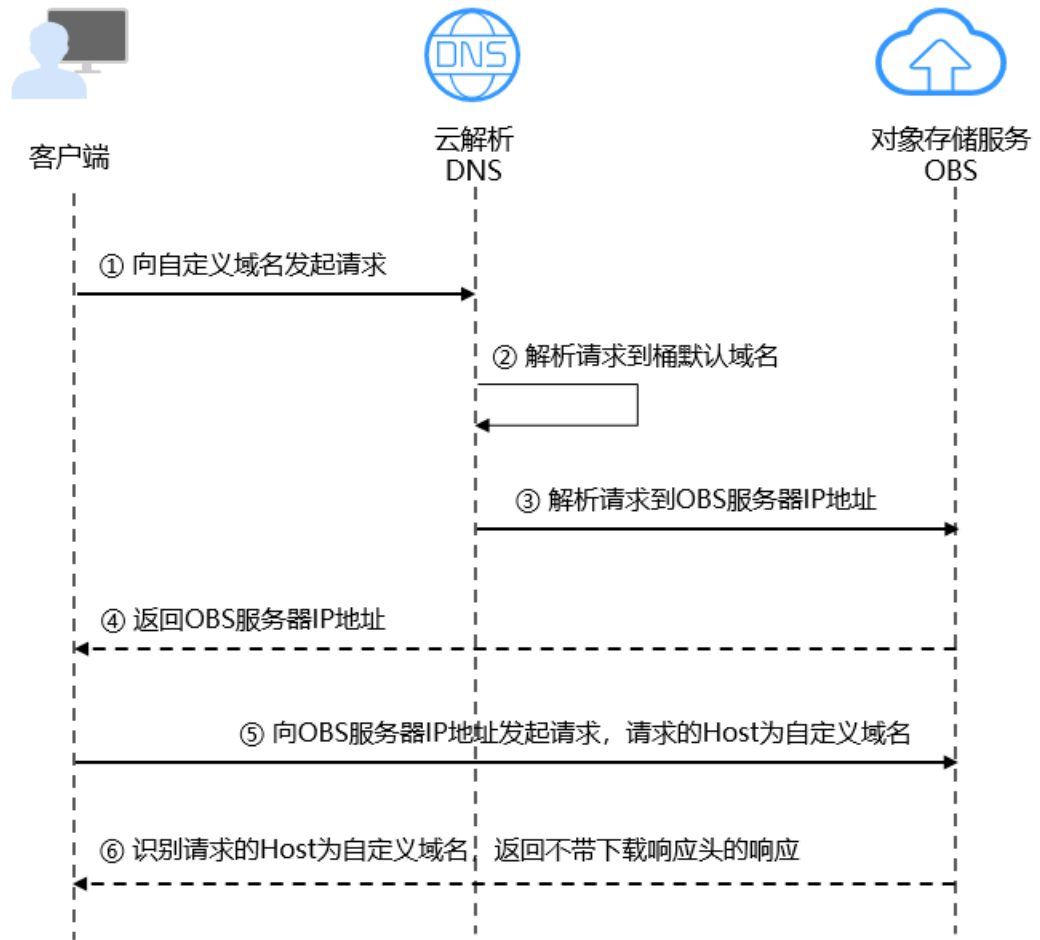 DNS
客户端
云解析
DNS
对象存储服务
OBS
① 向自定义域名发起请求
② 解析请求到桶默认域名
③ 解析请求到OBS服务器IP地址
④ 返回OBS服务器IP地址
⑤ 向OBS服务器IP地址发起请求，请求的Host为自定义域名
⑥ 识别请求的Host为自定义域名，返回不带下载响应头的响应